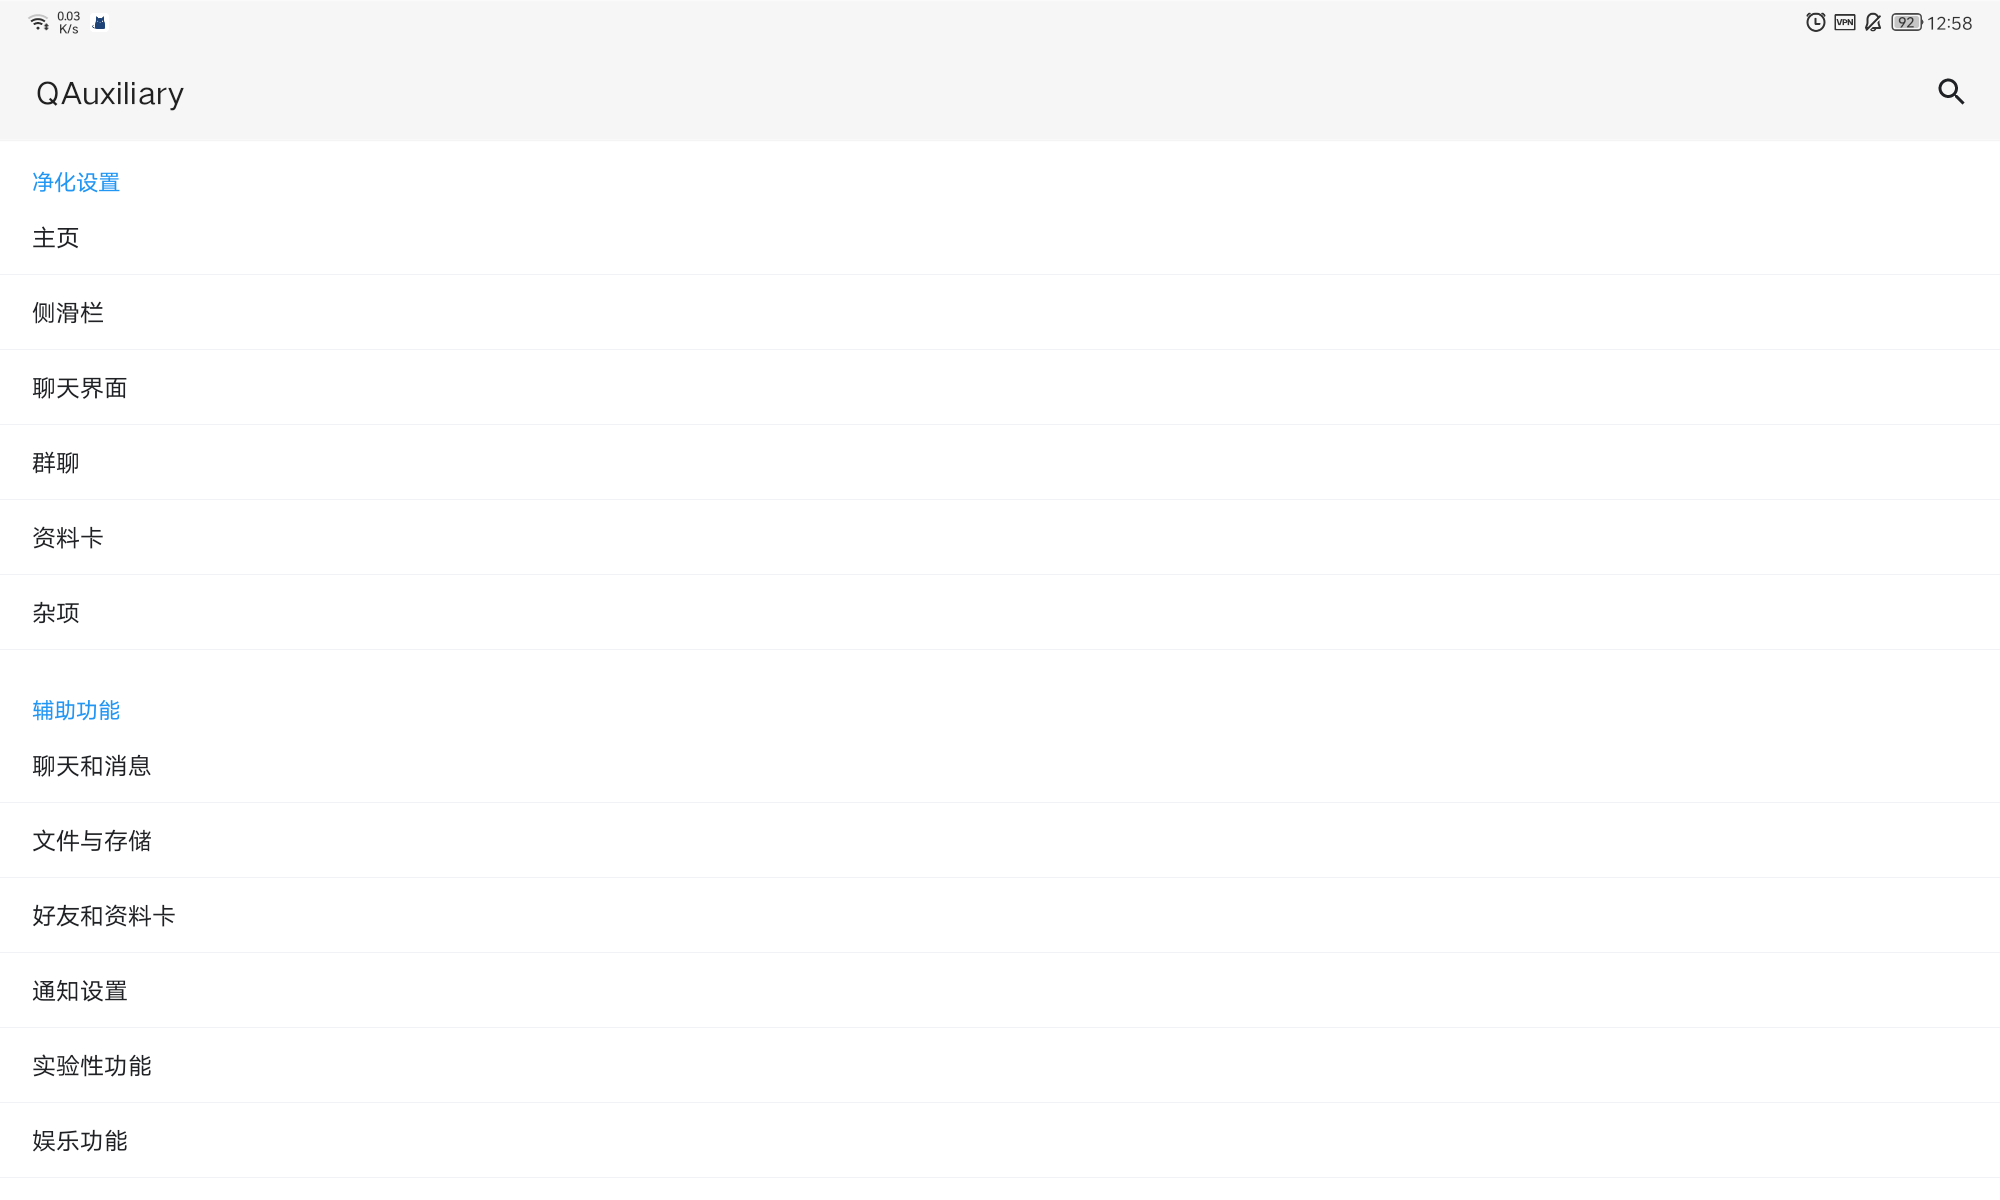 0.03
K/s
VPN
92
12:58
QAuxiliary
净化设置
主页
侧滑栏
聊天界面
群聊
资料卡
杂项
辅助功能
聊天和消息
文件与存储
好友和资料卡
通知设置
实验性功能
娱乐功能